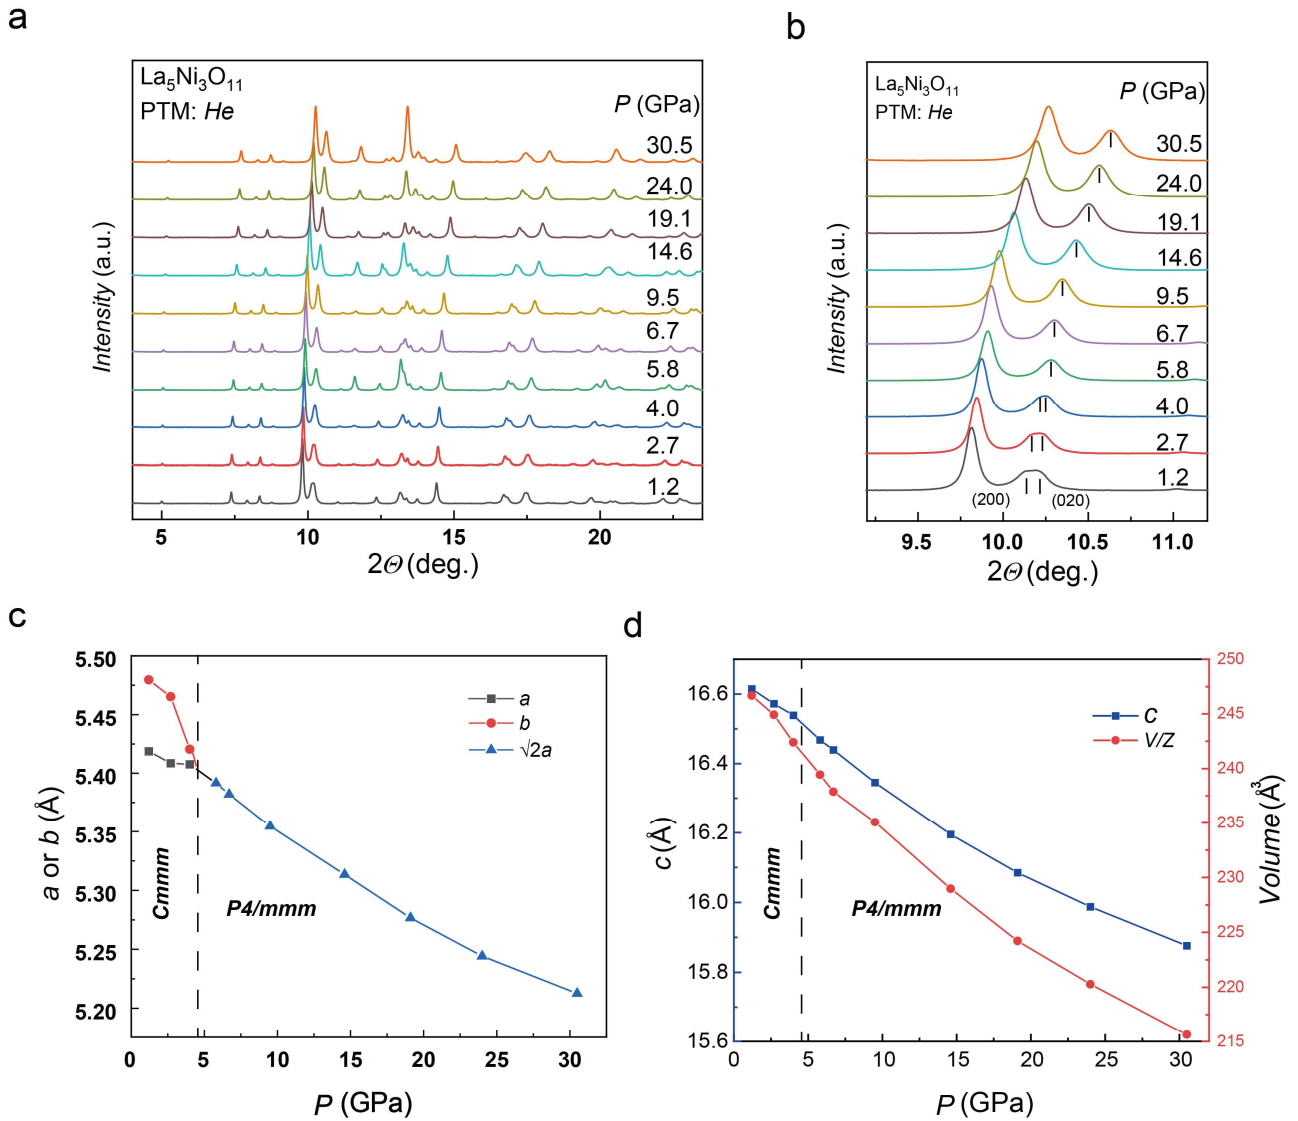 a
La₅Ni₃O₁₁
PTM: He
P (GPa)
30.5
24.0
19.1
14.6
9.5
6.7
5.8
4.0
2.7
1.2
Intensity (a.u.)
5 10 15 20
2Θ (deg.)
b
La₅Ni₃O₁₁
PTM: He
P (GPa)
30.5
24.0
19.1
14.6
9.5
6.7
5.8
4.0
2.7
1.2
(200) (020)
Intensity (a.u.)
9.5 10.0 10.5 11.0
2Θ (deg.)
c
5.50
5.45
5.40
5.35
5.30
5.25
5.20
a or b (Å)
a
b
√2a
Cmmm
P4/mmm
0 5 10 15 20 25 30
P (GPa)
d
16.6
16.4
16.2
16.0
15.8
15.6
c (Å)
C
V/Z
Cmmm
P4/mmm
250
245
240
235
230
225
220
215
Volume (Å³)
0 5 10 15 20 25 30
P (GPa)